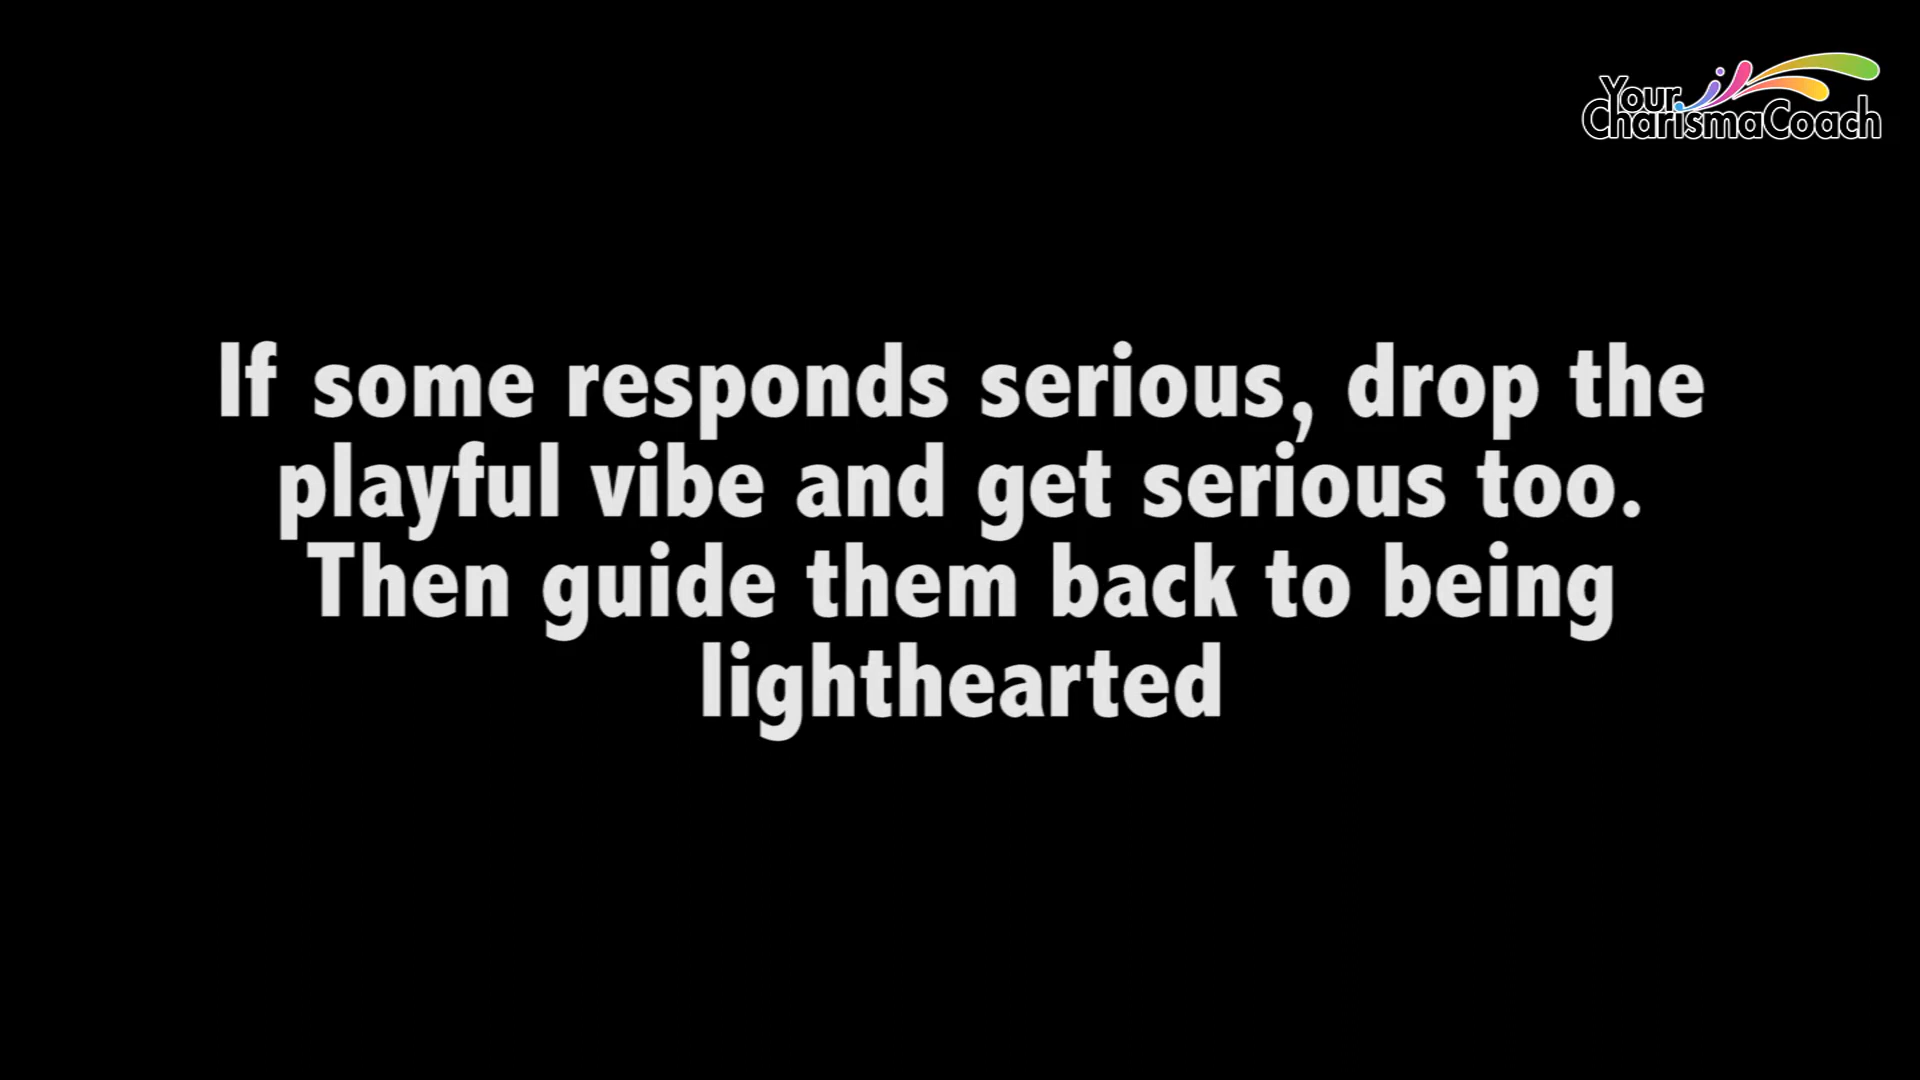 Your
CharismaCoach
If some responds serious, drop the
playful vibe and get serious too.
Then guide them back to being
lighthearted